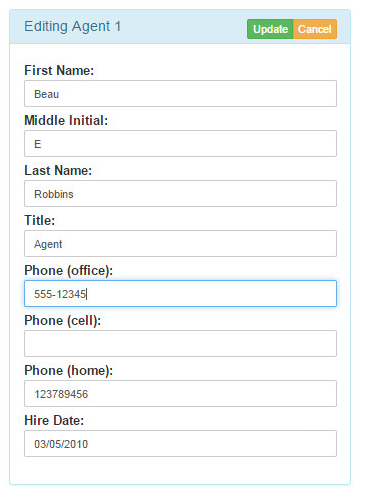 Editing Agent 1 Update Cancel
First Name:
Beau
Middle Initial:
E
Last Name:
Robbins
Title:
Agent
Phone (office):
555-12345
Phone (cell):
Phone (home):
123789456
Hire Date:
03/05/2010